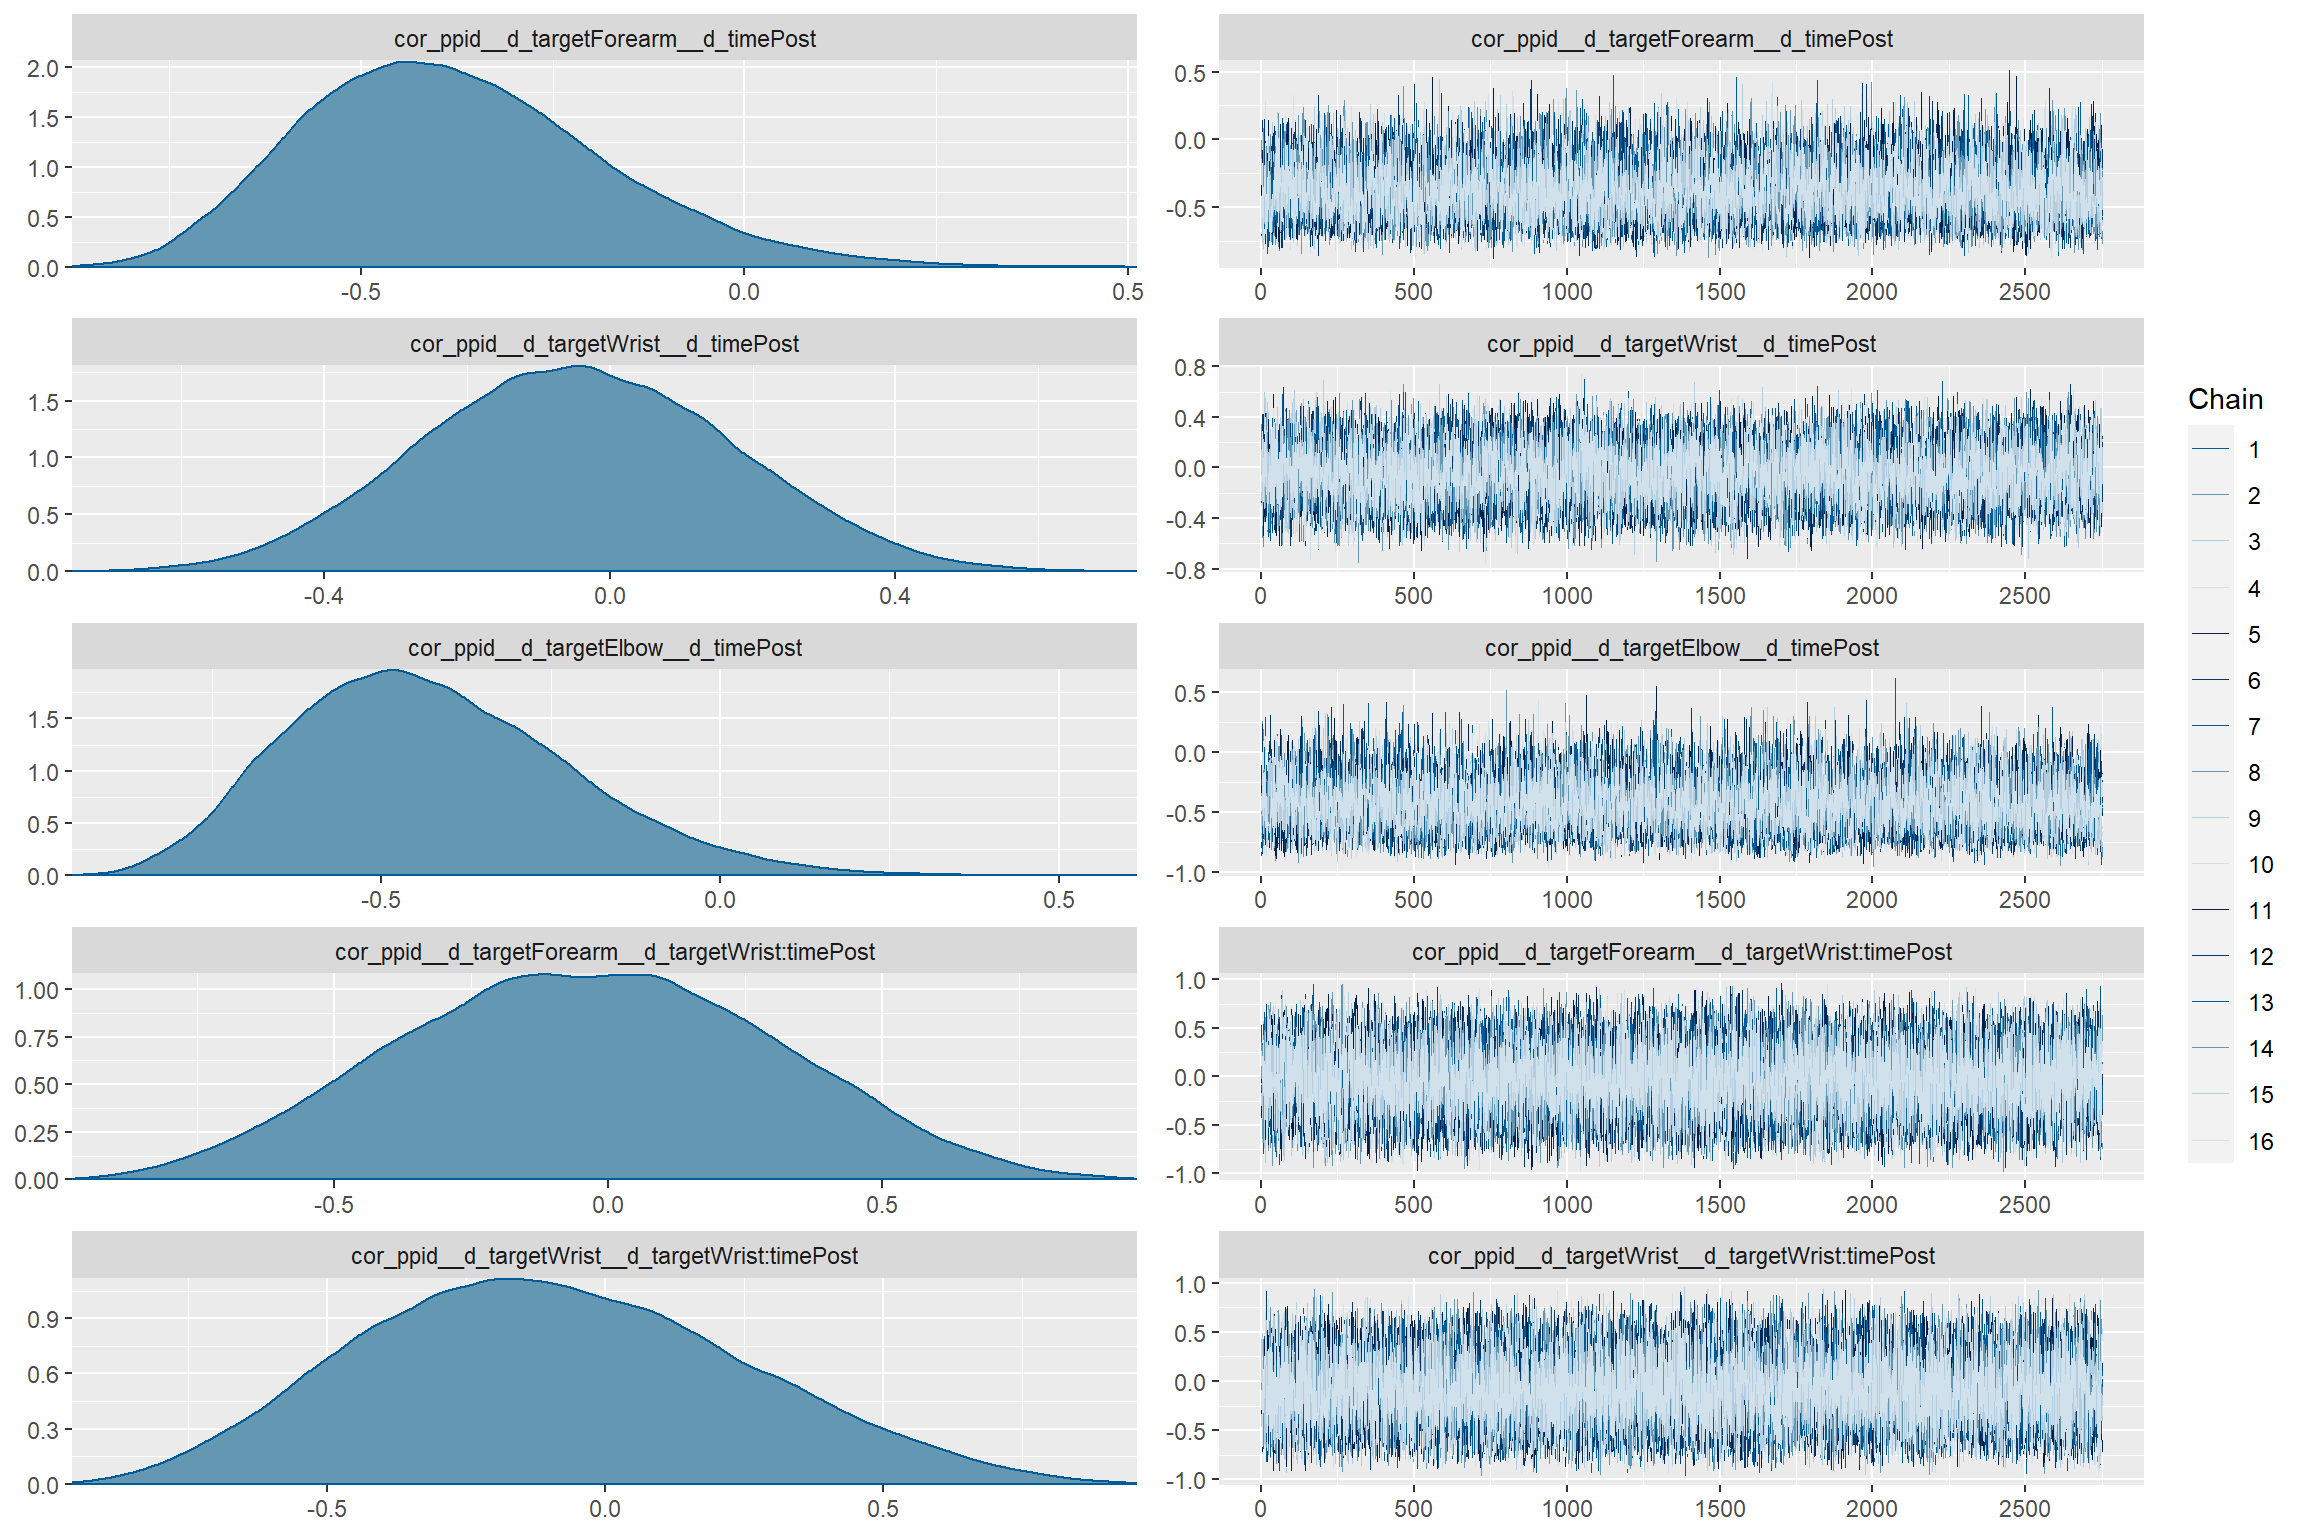 cor_ppid__d_targetForearm__d_timePost
2.0
1.5
1.0
0.5
0.0
-0.5 0.0 0.5
cor_ppid__d_targetForearm__d_timePost
0.5
0.0
-0.5
0 500 1000 1500 2000 2500
cor_ppid__d_targetWrist__d_timePost
1.5
1.0
0.5
0.0
-0.4 0.0 0.4
cor_ppid__d_targetWrist__d_timePost
0.8
0.4
0.0
-0.4
-0.8
0 500 1000 1500 2000 2500
cor_ppid__d_targetElbow__d_timePost
1.5
1.0
0.5
0.0
-0.5 0.0 0.5
cor_ppid__d_targetElbow__d_timePost
0.5
0.0
-0.5
-1.0
0 500 1000 1500 2000 2500
cor_ppid__d_targetForearm__d_targetWrist:timePost
1.00
0.75
0.50
0.25
0.00
-0.5 0.0 0.5
cor_ppid__d_targetForearm__d_targetWrist:timePost
1.0
0.5
0.0
-0.5
-1.0
0 500 1000 1500 2000 2500
cor_ppid__d_targetWrist__d_targetWrist:timePost
0.9
0.6
0.3
0.0
-0.5 0.0 0.5
cor_ppid__d_targetWrist__d_targetWrist:timePost
1.0
0.5
0.0
-0.5
-1.0
0 500 1000 1500 2000 2500
Chain
1
2
3
4
5
6
7
8
9
10
11
12
13
14
15
16